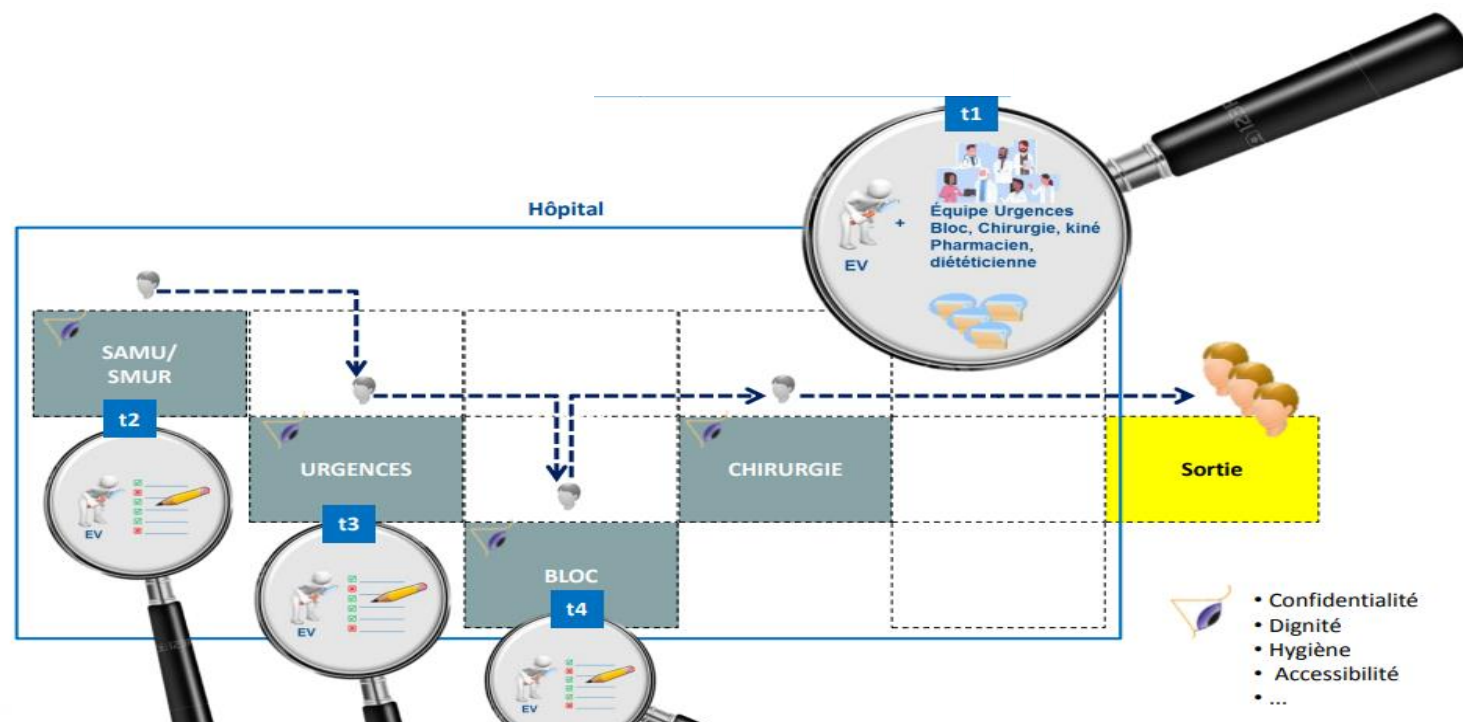 t1
Équipe Urgences
Bloc, Chirurgie, kiné
Pharmacien,
diététicienne
+
EV
Hôpital
SAMU/
SMUR
t2
EV
URGENCES
t3
EV
BLOC
t4
EV
CHIRURGIE
Sortie
• Confidentialité
• Dignité
• Hygiène
• Accessibilité
• ...